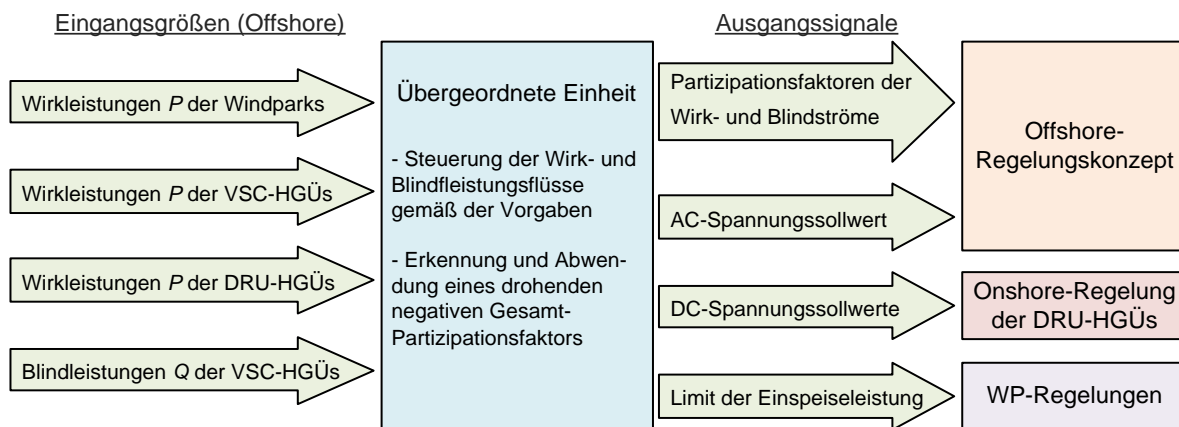 Eingangsgrößen (Offshore)
Wirkleistungen P der Windparks
Wirkleistungen P der VSC-HGÜs
Wirkleistungen P der DRU-HGÜs
Blindleistungen Q der VSC-HGÜs
Übergeordnete Einheit
- Steuerung der Wirk- und
Blindfleistungsflüsse
gemäß der Vorgaben
- Erkennung und Abwen-
dung eines drohenden
negativen Gesamt-
Partizipationsfaktors
Ausgangssignale
Partizipationsfaktoren der
Wirk- und Blindströme
AC-Spannungssollwert
DC-Spannungssollwerte
Limit der Einspeiseleistung
Offshore-
Regelungskonzept
Onshore-Regelung
der DRU-HGÜs
WP-Regelungen